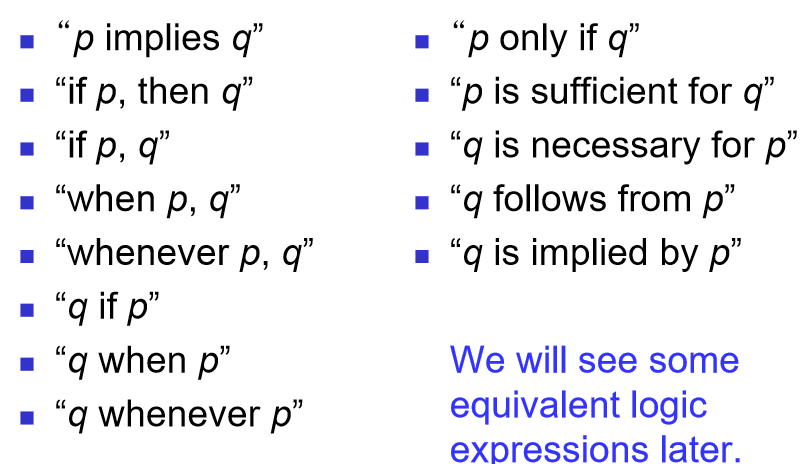 ▪ “p implies q”
▪ “if p, then q”
▪ “if p, q”
▪ “when p, q”
▪ “whenever p, q”
▪ “q if p”
▪ “q when p”
▪ “q whenever p”
▪ “p only if q”
▪ “p is sufficient for q”
▪ “q is necessary for p”
▪ “q follows from p”
▪ “q is implied by p”
We will see some
equivalent logic
expressions later.